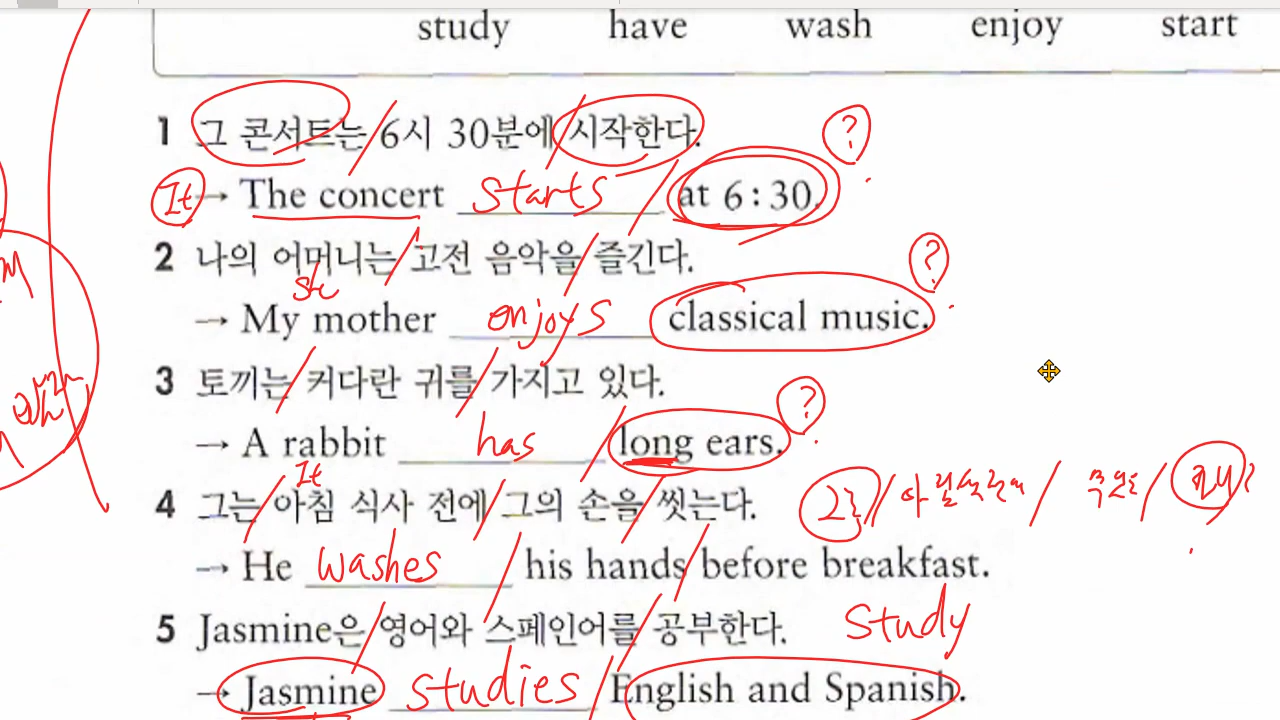 study have wash enjoy start
1 그 콘서트는 / 6시 30분에 / 시작한다. ?
It → The concert starts at 6:30.
2 나의 어머니는 / 고전 음악을 / 즐긴다. ?
→ My mother enjoys classical music.
3 토끼는 / 커다란 귀를 / 가지고 있다. ?
→ A rabbit has / long ears.
It
4 그는 / 아침 식사 전에 / 그의 손을 / 씻는다.
→ He washes / his hands / before breakfast.
5 Jasmine은 / 영어와 스페인어를 / 공부한다. study
→ Jasmine studies / English and Spanish.